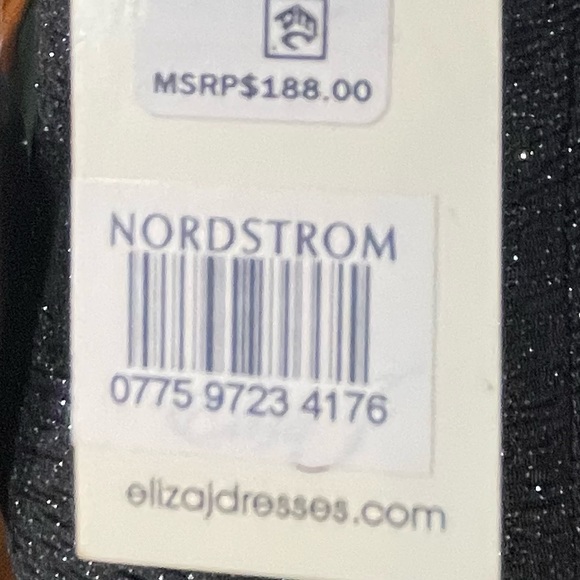 MSRP$188.00
NORDSTROM
0775 9723 4176
elizajdresses.com